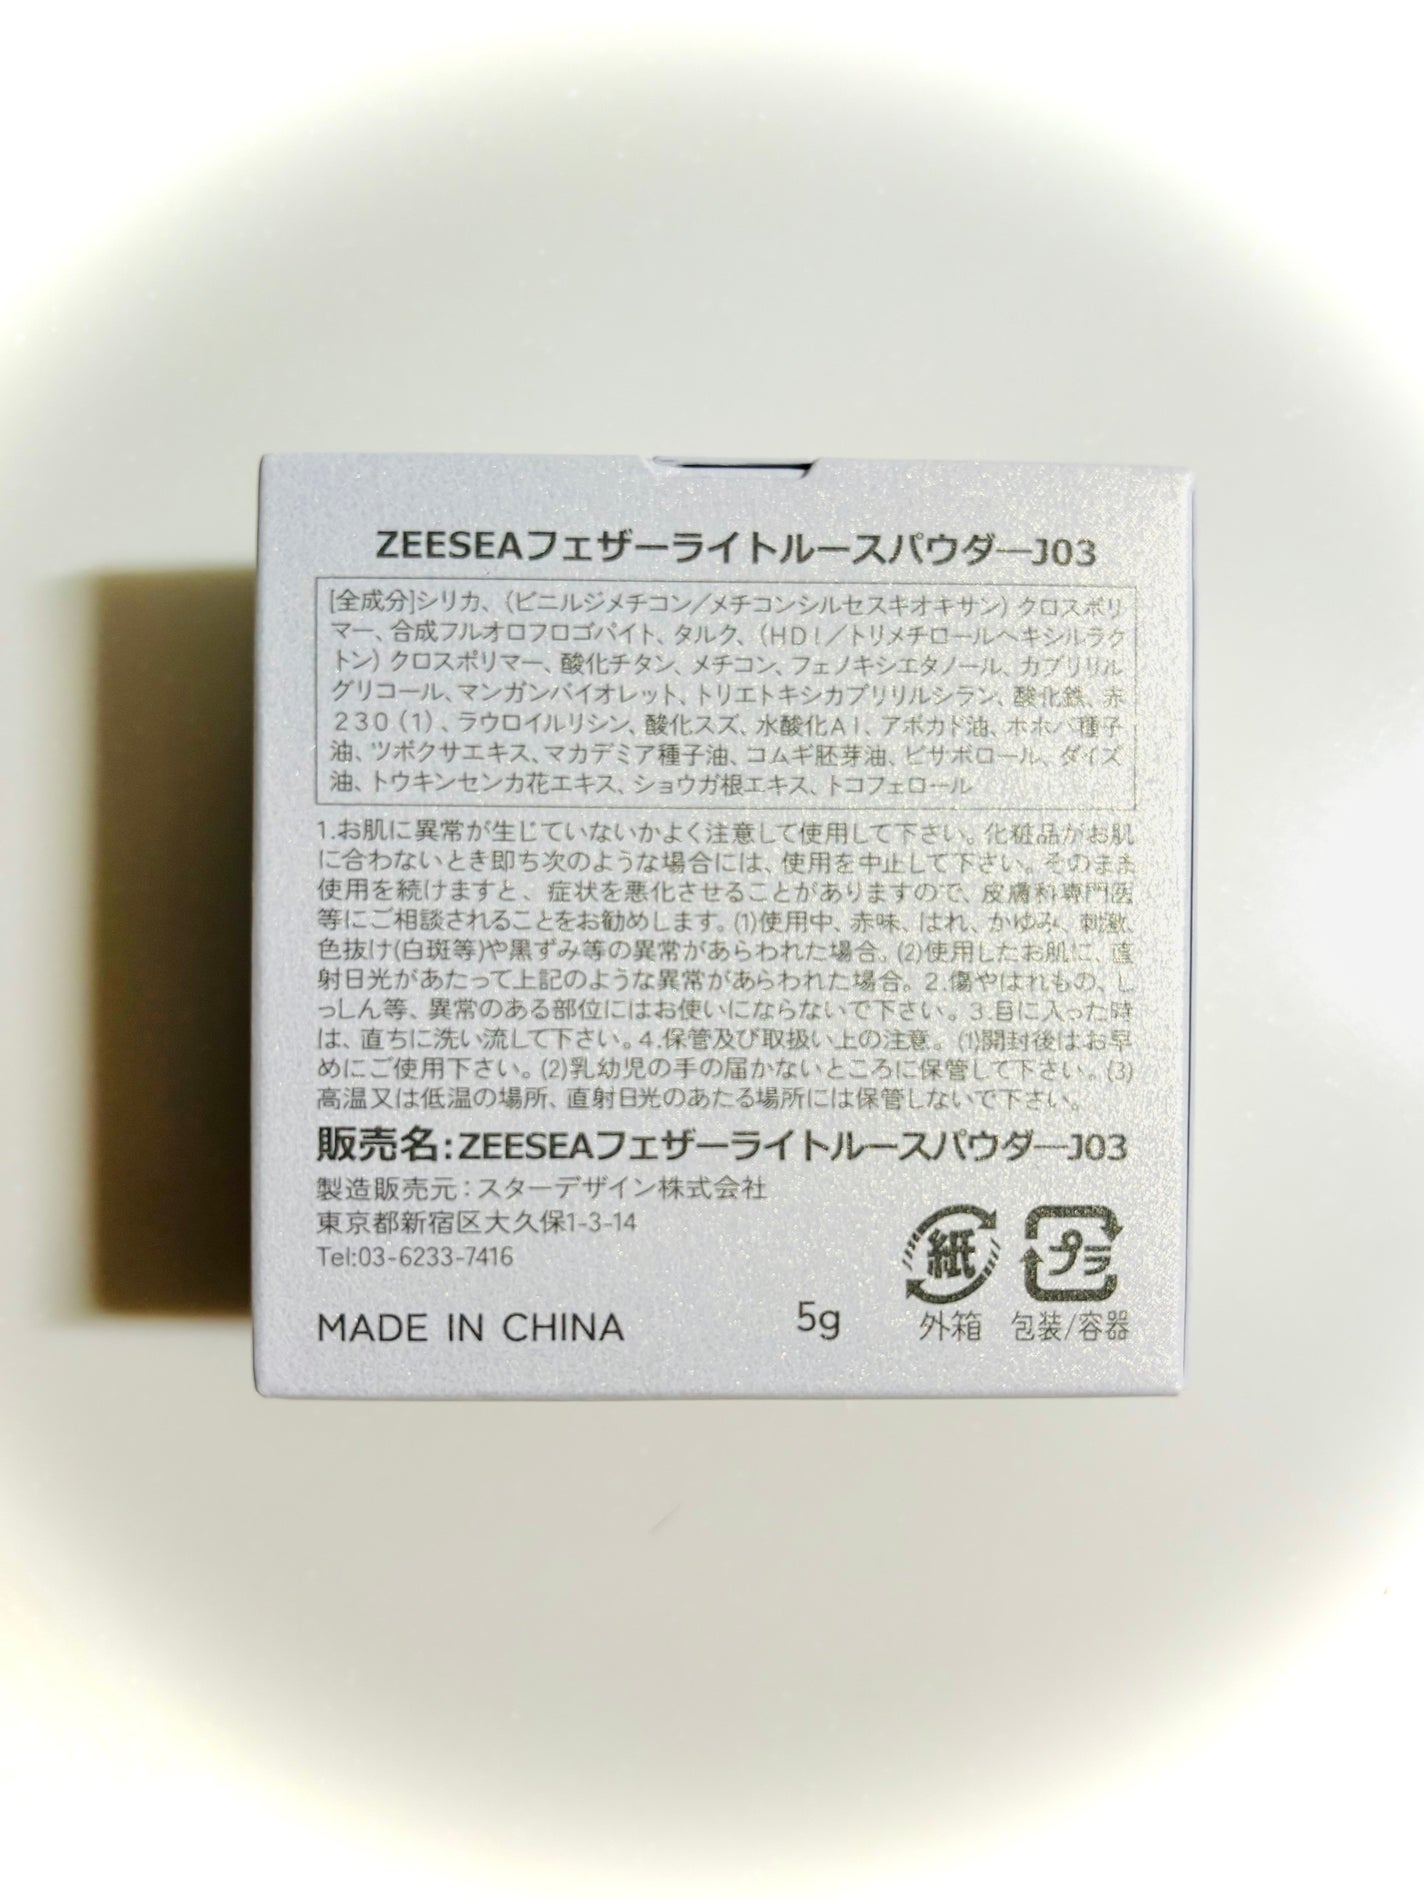 ZEESEAフェザーライトルースパウダーJ03
[全成分]シリカ、(ビニルジメチコン/メチコンシルセスキオキサン)クロスポリ
マー、合成フルオロフロゴパイト、タルク、(HDI/トリメチロールヘキシルラク
トン)クロスポリマー、酸化チタン、メチコン、フェノキシエタノール、カプリリル
グリコール、マンガンバイオレット、トリエトキシカプリリルシラン、酸化鉄、赤
230(1)、ラウロイルリシン、酸化スズ、水酸化Al、アボカド油、ホホバ種子
油、ツボクサエキス、マカデミア種子油、コムギ胚芽油、ビサボロール、ダイズ
油、トウキンセンカ花エキス、ショウガ根エキス、トコフェロール
1.お肌に異常が生じていないかよく注意して使用して下さい。化粧品がお肌
に合わないとき即ち次のような場合には、使用を中止して下さい。そのまま
使用を続けますと、症状を悪化させることがありますので、皮膚科専門医
等にご相談されることをお勧めします。(1)使用中、赤味、はれ、かゆみ、刺激、
色抜け(白斑等)や黒ずみ等の異常があらわれた場合。(2)使用したお肌に、直
射日光があたって上記のような異常があらわれた場合。2.傷やはれもの、し
っしん等、異常のある部位にはお使いにならないで下さい。3.目に入った時
は、直ちに洗い流して下さい。4.保管及び取扱い上の注意。(1)開封後はお早
めにご使用下さい。(2)乳幼児の手の届かないところに保管して下さい。(3)
高温又は低温の場所、直射日光のあたる場所には保管しないで下さい。
販売名:ZEESEAフェザーライトルースパウダーJ03
製造販売元:スターデザイン株式会社
東京都新宿区大久保1-3-14
Tel:03-6233-7416
紙 プラ
MADE IN CHINA 5g 外箱 包装/容器